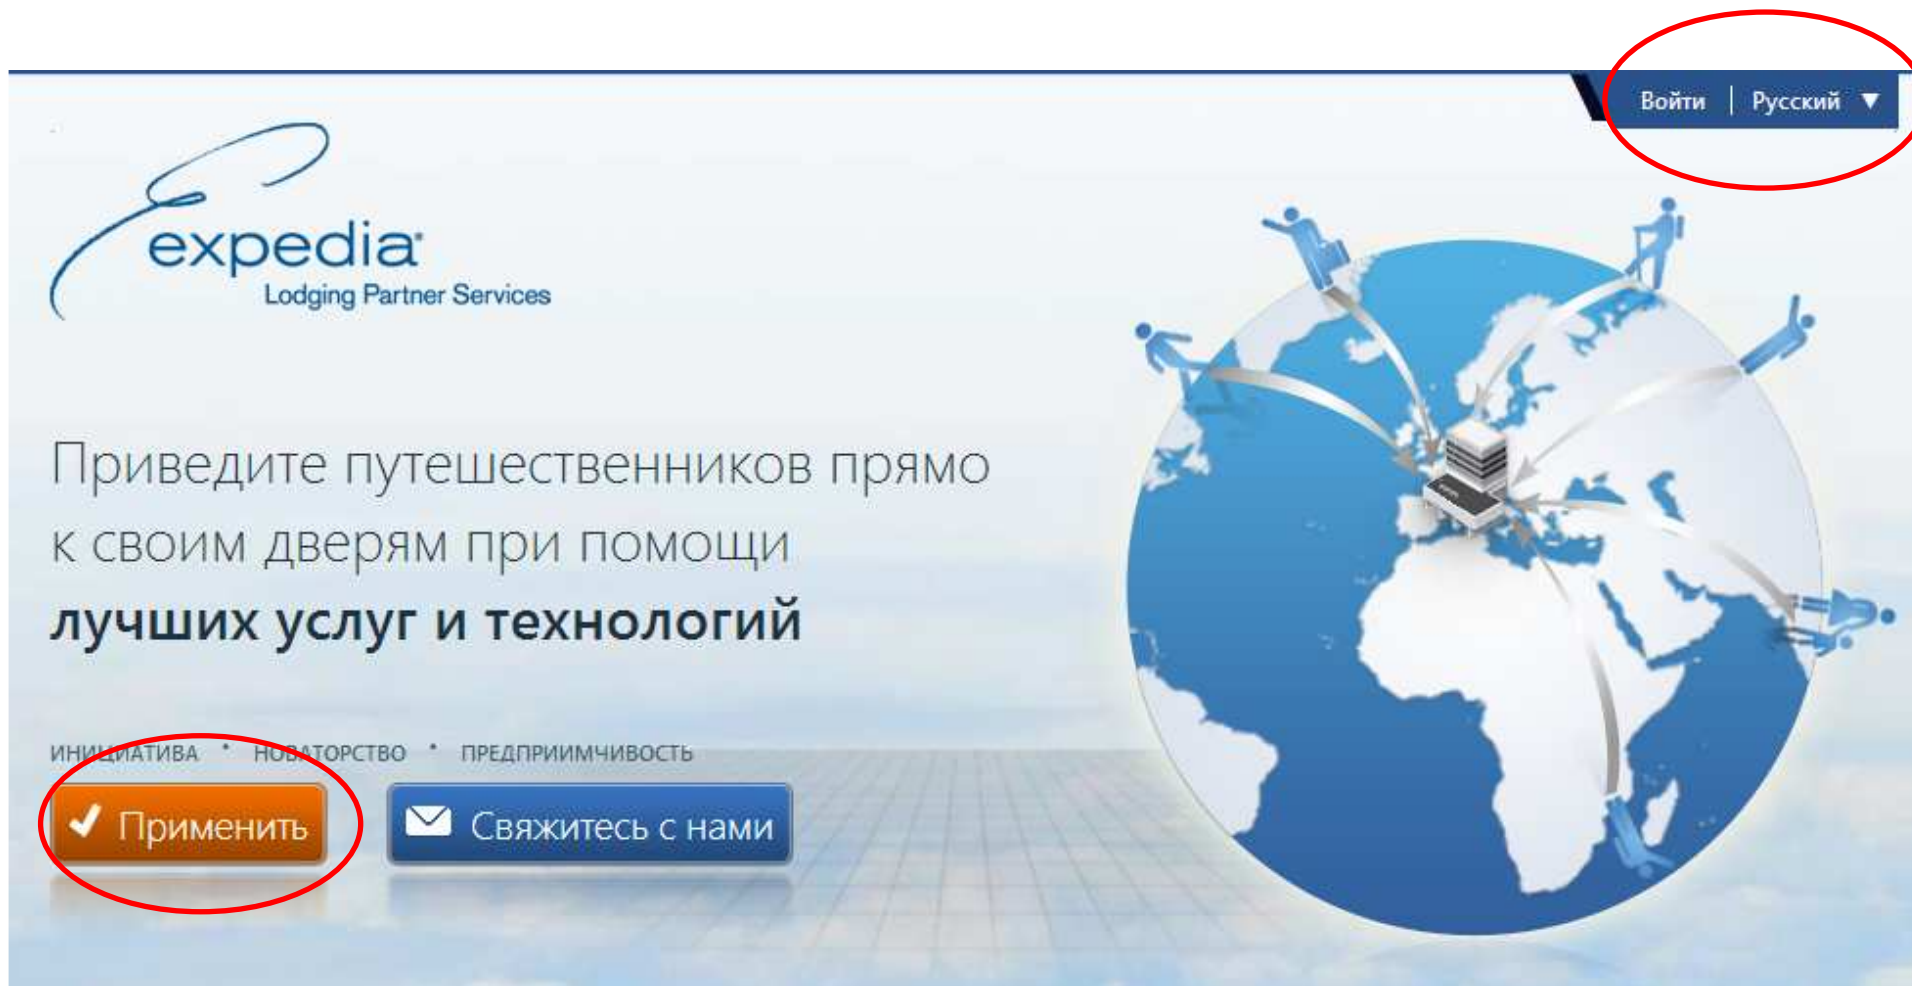 Войти | Русский
expedia
Lodging Partner Services
Приведите путешественников прямо
к своим дверям при помощи
лучших услуг и технологий
ИНИЦИАТИВА • НОВАТОРСТВО • ПРЕДПРИИМЧИВОСТЬ
Применить
Свяжитесь с нами